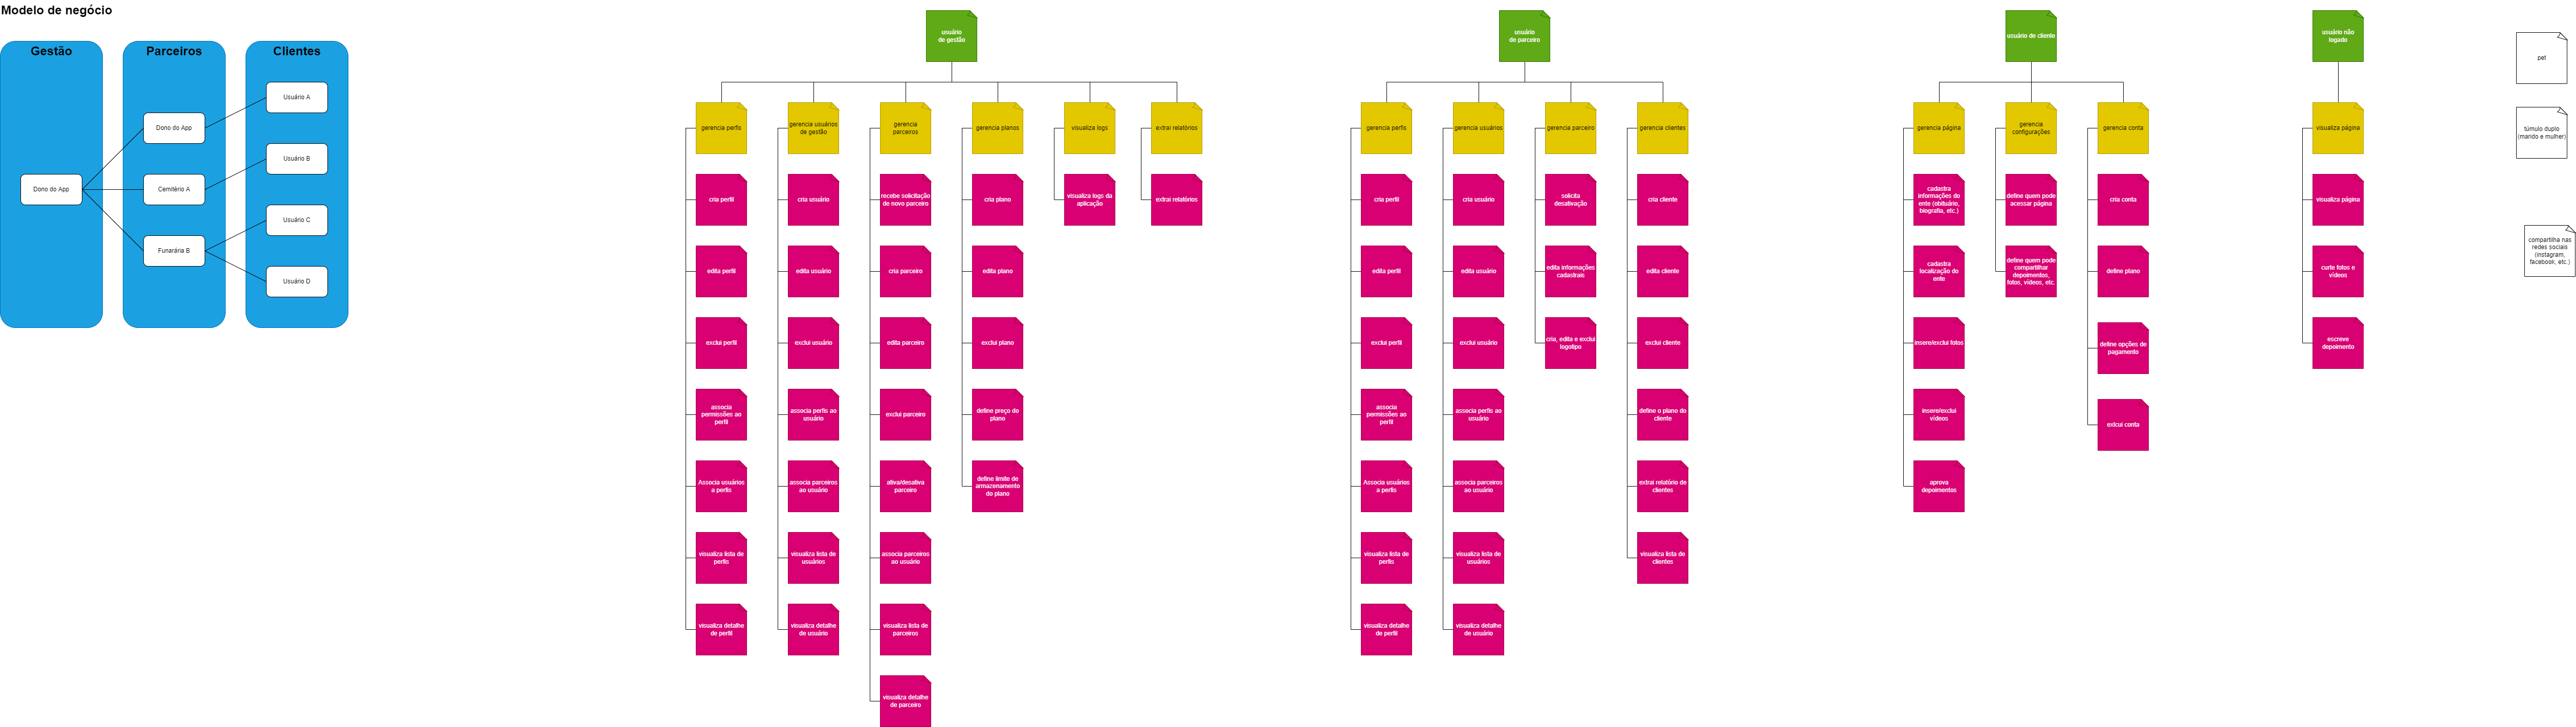 Modelo de negócio
Gestão
Parceiros
Clientes
Usuário A
Dono do App
Usuário B
Dono do App
Cemitério A
Usuário C
Funarária B
Usuário D
usuário
de gestão
gerencia perfis
cria perfil
edita perfil
exclui perfil
associa
permissões ao
perfil
Associa usuários
a perfis
visualiza lista de
perfis
visualiza detalhe
de perfil
gerencia usuários
de gestão
cria usuário
edita usuário
exclui usuário
associa perfis ao
usuário
associa parceiros
ao usuário
visualiza lista de
usuários
visualiza detalhe
de usuário
gerencia
parceiros
recebe solicitação
de novo parceiro
cria parceiro
edita parceiro
exclui parceiro
ativa/desativa
parceiro
associa parceiros
ao usuário
visualiza lista de
parceiros
visualiza detalhe
de parceiro
gerencia planos
cria plano
edita plano
exclui plano
define preço do
plano
define limite de
armazenamento
do plano
visualiza logs
visualiza logs da
aplicação
extrai relatórios
extrai relatórios
usuário
de parceiro
gerencia perfis
cria perfil
edita perfil
exclui perfil
associa
permissões ao
perfil
Associa usuários
a perfis
visualiza lista de
perfis
visualiza detalhe
de perfil
gerencia usuários
cria usuário
edita usuário
exclui usuário
associa perfis ao
usuário
associa parceiros
ao usuário
visualiza lista de
usuários
visualiza detalhe
de usuário
gerencia parceiro
solicita
desativação
edita informações
cadastrais
cria, edita e exclui
logotipo
gerencia clientes
cria cliente
edita cliente
exclui cliente
define o plano do
cliente
extrai relatório de
clientes
visualiza lista de
clientes
usuário de cliente
gerencia página
cadastra
informações do
ente (obituário,
biografia, etc.)
cadastra
localização do
ente
insere/exclui fotos
insere/exclui
vídeos
aprova
depoimentos
gerencia
configurações
define quem pode
acessar página
define quem pode
compartilhar
depoimentos,
fotos, vídeos, etc.
gerencia conta
cria conta
define plano
define opções de
pagamento
exlcui conta
usuário não
logado
visualiza página
visualiza página
curte fotos e
vídeos
escreve
depoimento
pet
túmulo duplo
(marido e mulher)
compartilha nas
redes sociais
(instagram,
facebook, etc.)